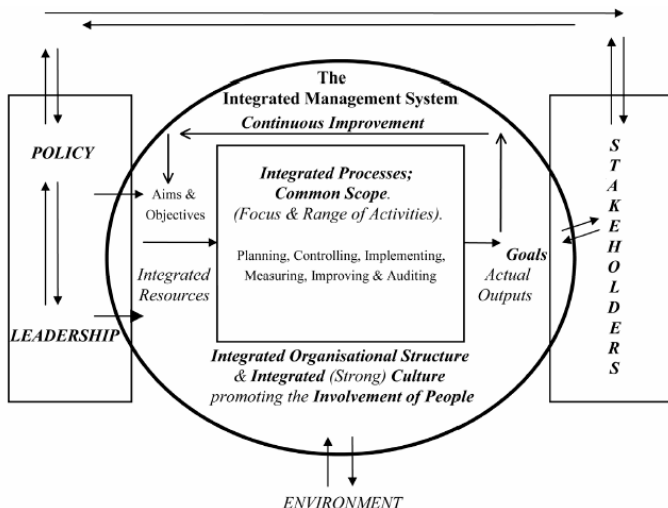 The
Integrated Management System
Continuous Improvement
POLICY
Aims &
Objectives
Integrated
Resources
LEADERSHIP
Integrated Processes;
Common Scope.
(Focus & Range of Activities).
Planning, Controlling, Implementing,
Measuring, Improving & Auditing
Goals
Actual
Outputs
STAKEHOLDERS
Integrated Organisational Structure
& Integrated (Strong) Culture
promoting the Involvement of People
ENVIRONMENT